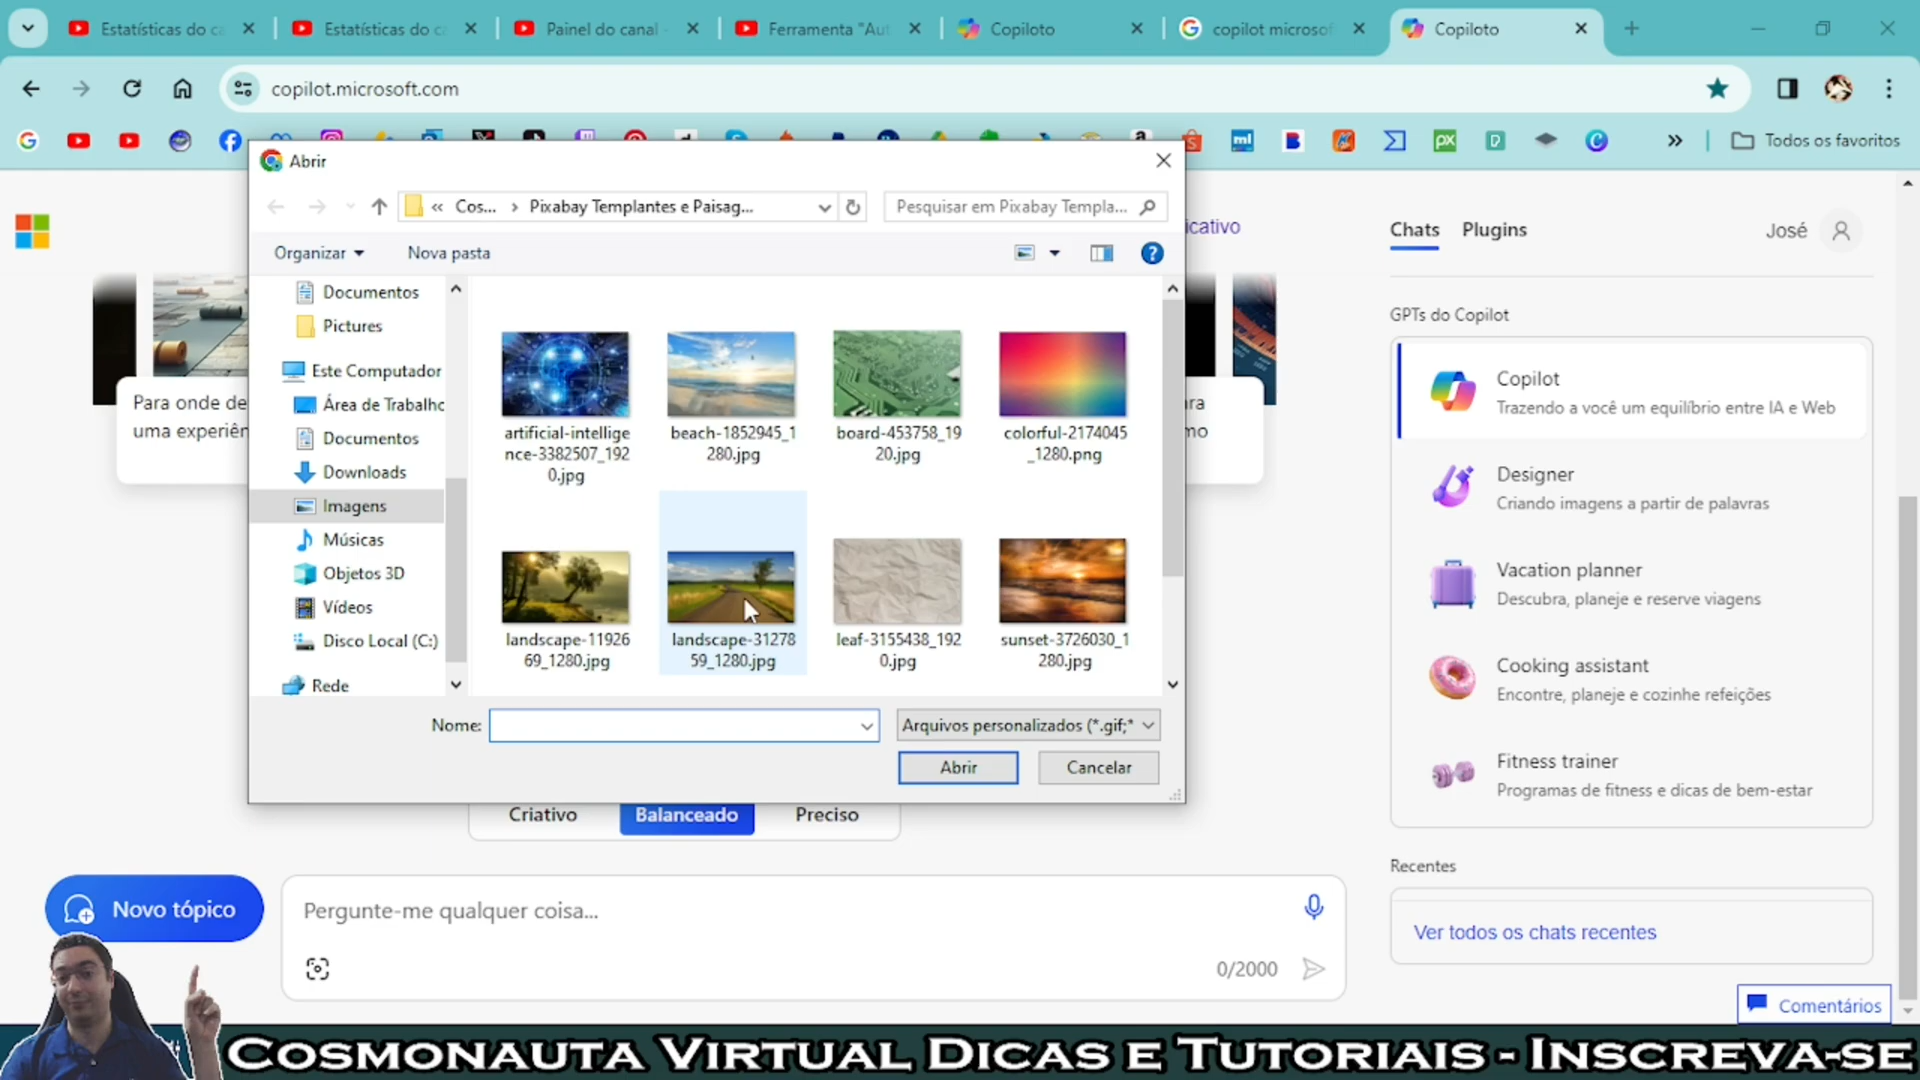 Estatísticas do ca
Estatísticas do ca
Painel do canal -
Ferramenta "Aut
Copiloto
copilot microsof
Copiloto
copilot.microsoft.com
Todos os favoritos
Abrir
Cos...
Pixabay Templantes e Paisag...
Pesquisar em Pixabay Templa...
icativo
Chats
Plugins
José
Organizar
Nova pasta
Documentos
Pictures
Este Computador
Área de Trabalho
Documentos
Downloads
Imagens
Músicas
Objetos 3D
Vídeos
Disco Local (C:)
Rede
artificial-intellige
nce-3382507_192
0.jpg
beach-1852945_1
280.jpg
board-453758_19
20.jpg
colorful-2174045
_1280.png
landscape-11926
69_1280.jpg
landscape-31278
59_1280.jpg
leaf-3155438_192
0.jpg
sunset-3726030_1
280.jpg
Para onde de
uma experiên
ara
mo
Nome:
Arquivos personalizados (*.gif;*
Abrir
Cancelar
GPTs do Copilot
Copilot
Trazendo a você um equilíbrio entre IA e Web
Designer
Criando imagens a partir de palavras
Vacation planner
Descubra, planeje e reserve viagens
Cooking assistant
Encontre, planeje e cozinhe refeições
Fitness trainer
Programas de fitness e dicas de bem-estar
Criativo
Balanceado
Preciso
Recentes
Ver todos os chats recentes
Novo tópico
Pergunte-me qualquer coisa...
0/2000
Comentários
Cosmonauta Virtual Dicas e Tutoriais - Inscreva-se